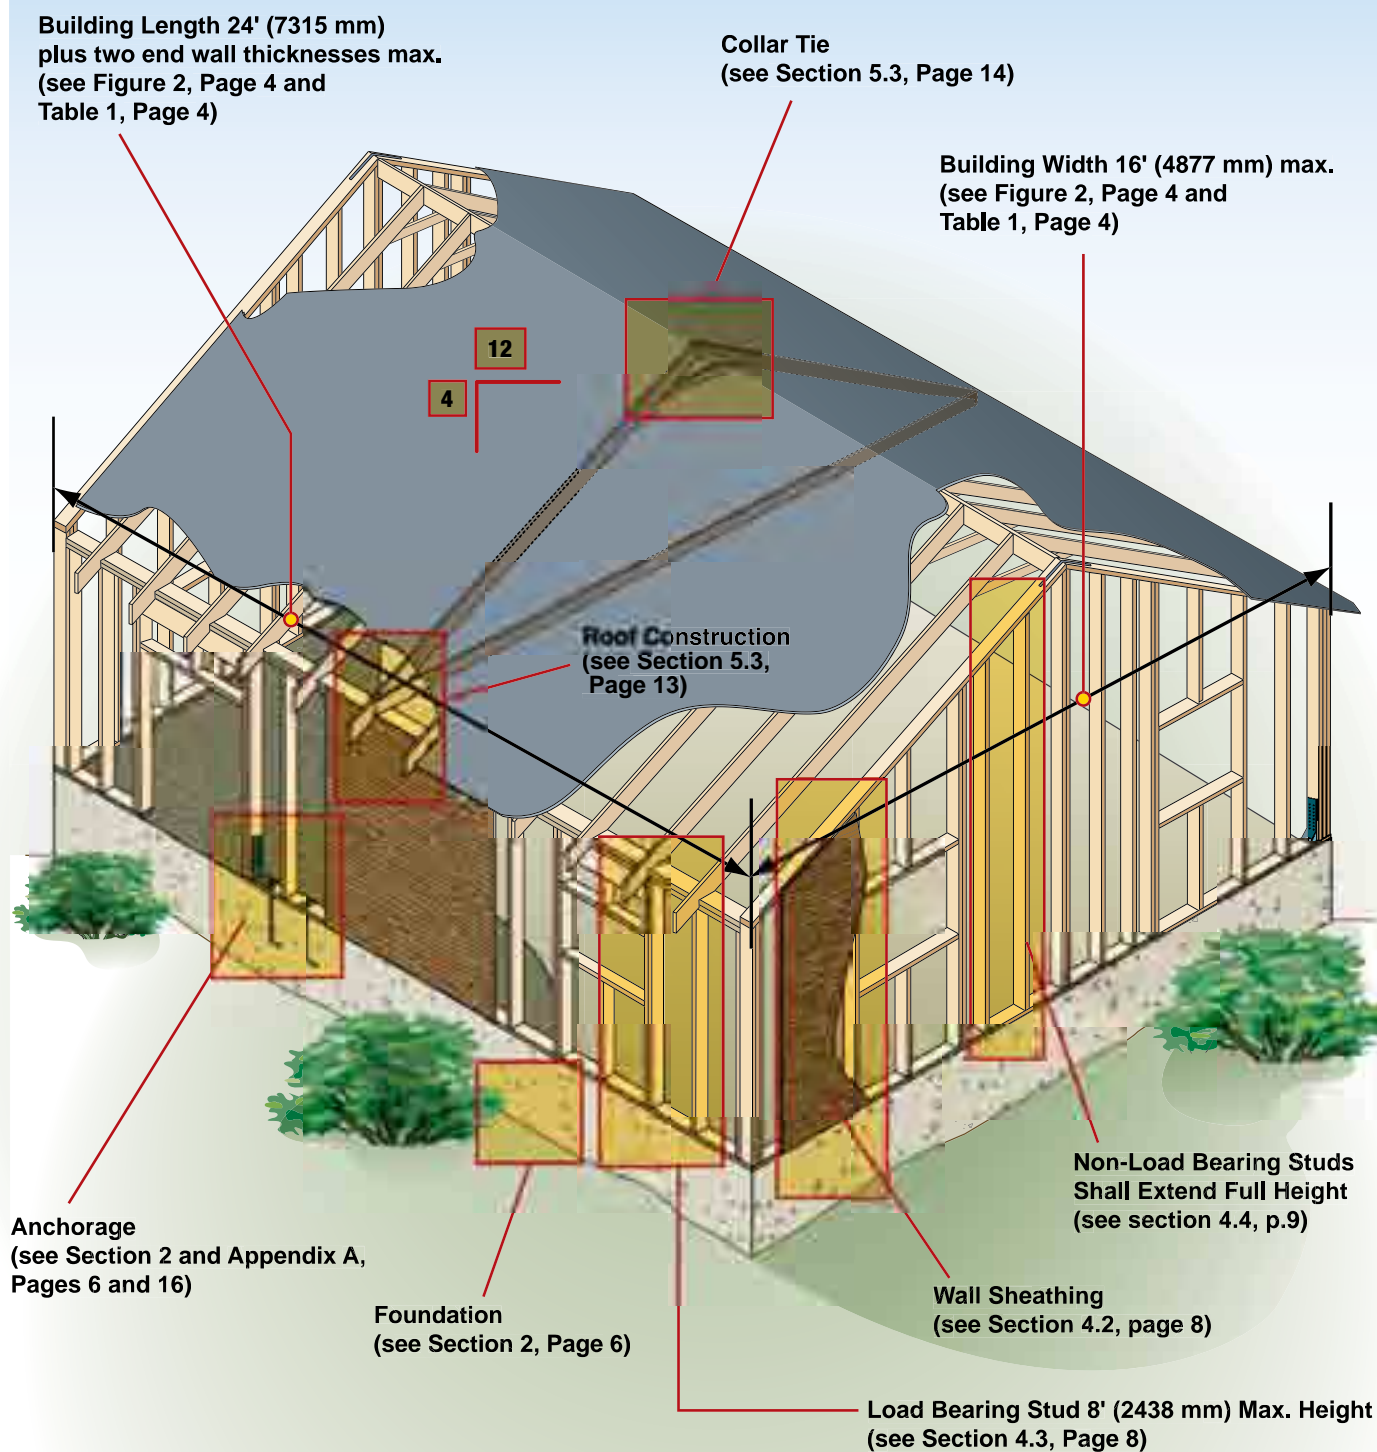 Building Length 24' (7315 mm)
plus two end wall thicknesses max.
(see Figure 2, Page 4 and
Table 1, Page 4)
Collar Tie
(see Section 5.3, Page 14)
Building Width 16' (4877 mm) max.
(see Figure 2, Page 4 and
Table 1, Page 4)
12
4
Roof Construction
(see Section 5.3,
Page 13)
Non-Load Bearing Studs
Shall Extend Full Height
(see section 4.4, p.9)
Anchorage
(see Section 2 and Appendix A,
Pages 6 and 16)
Wall Sheathing
(see Section 4.2, page 8)
Foundation
(see Section 2, Page 6)
Load Bearing Stud 8' (2438 mm) Max. Height
(see Section 4.3, Page 8)